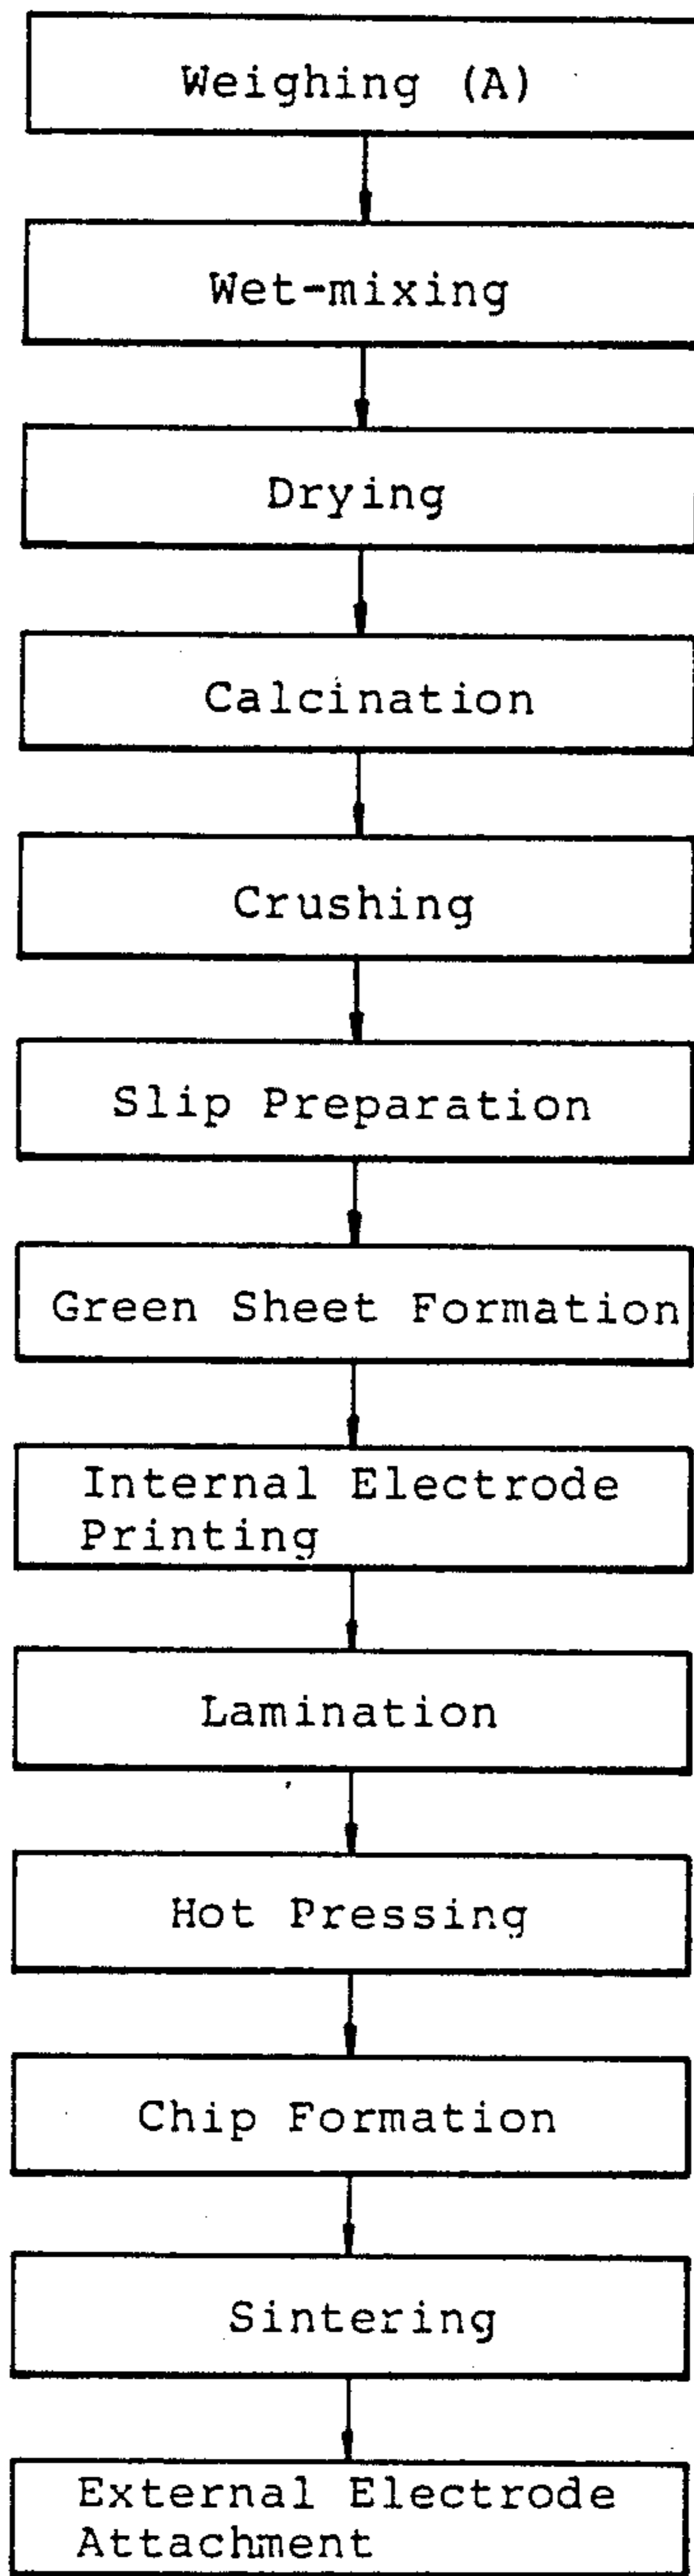 Weighing (A)
Wet-mixing
Drying
Calcination
Crushing
Slip Preparation
Green Sheet Formation
Internal Electrode
Printing
Lamination
Hot Pressing
Chip Formation
Sintering
External Electrode
Attachment